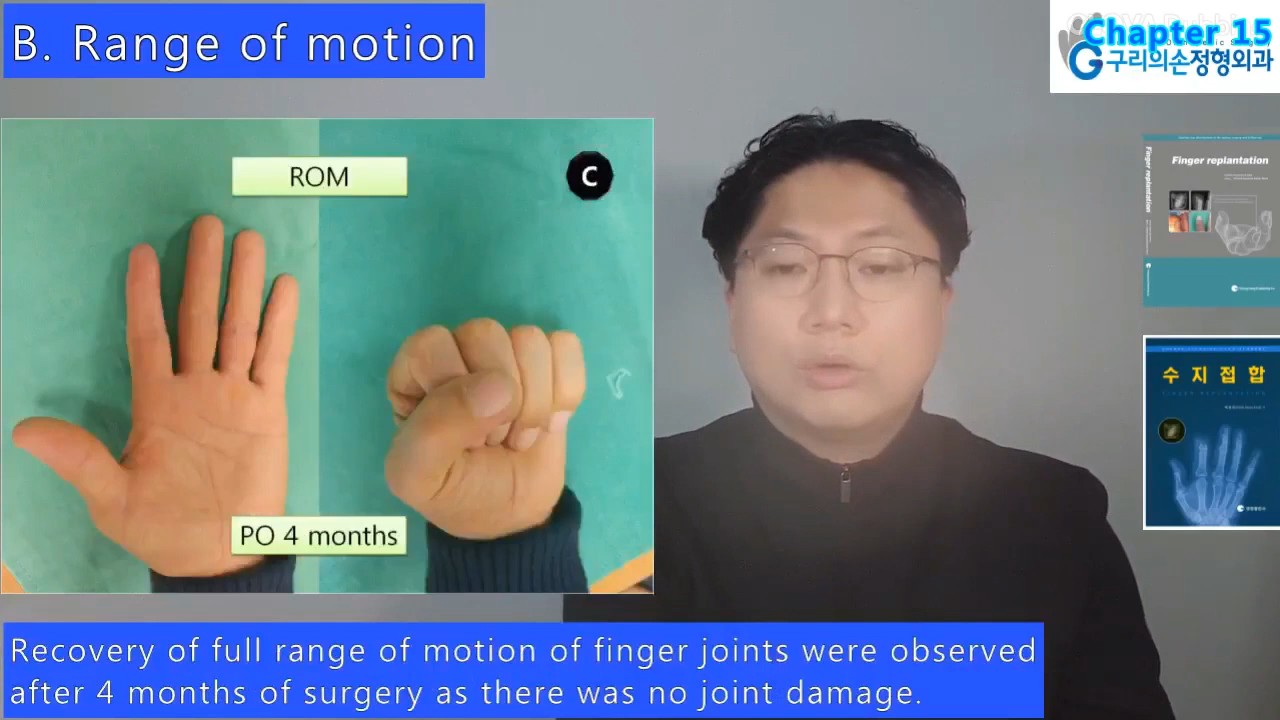 B. Range of motion
Chapter 15
구리의손정형외과
ROM
C
PO 4 months
Finger replantation
Finger replantation
수지접합
Recovery of full range of motion of finger joints were observed
after 4 months of surgery as there was no joint damage.